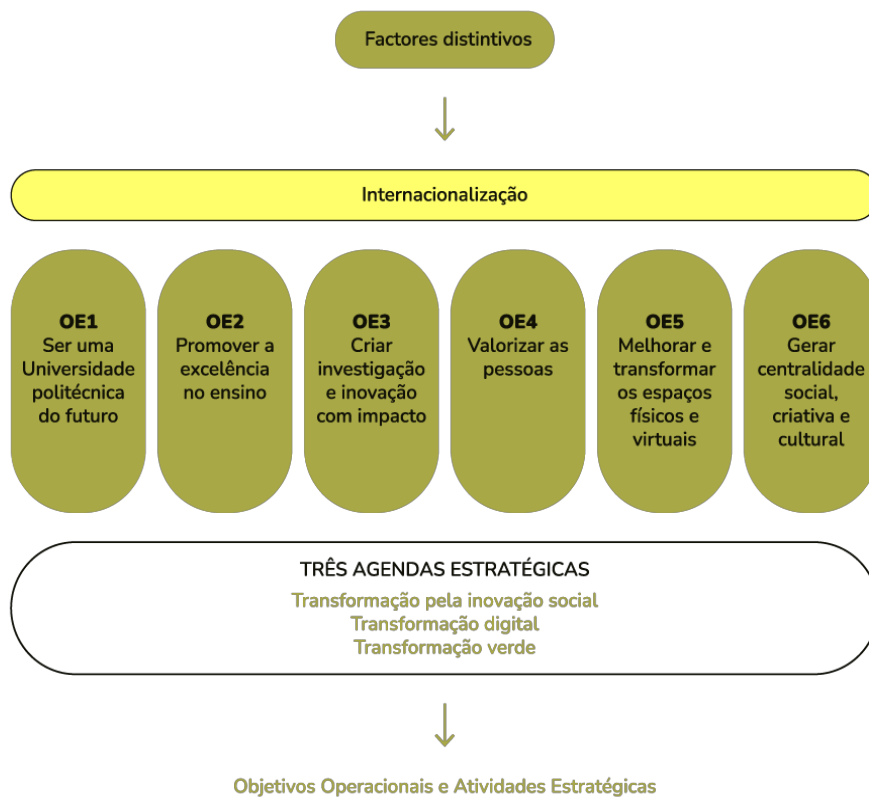 Factores distintivos
Internacionalização
OE1
Ser uma
Universidade
politécnica
do futuro
OE2
Promover a
excelência
no ensino
OE3
Criar
investigação
e inovação
com impacto
OE4
Valorizar as
pessoas
OE5
Melhorar e
transformar
os espaços
físicos e
virtuais
OE6
Gerar
centralidade
social,
criativa e
cultural
TRÊS AGENDAS ESTRATÉGICAS
Transformação pela inovação social
Transformação digital
Transformação verde
Objetivos Operacionais e Atividades Estratégicas